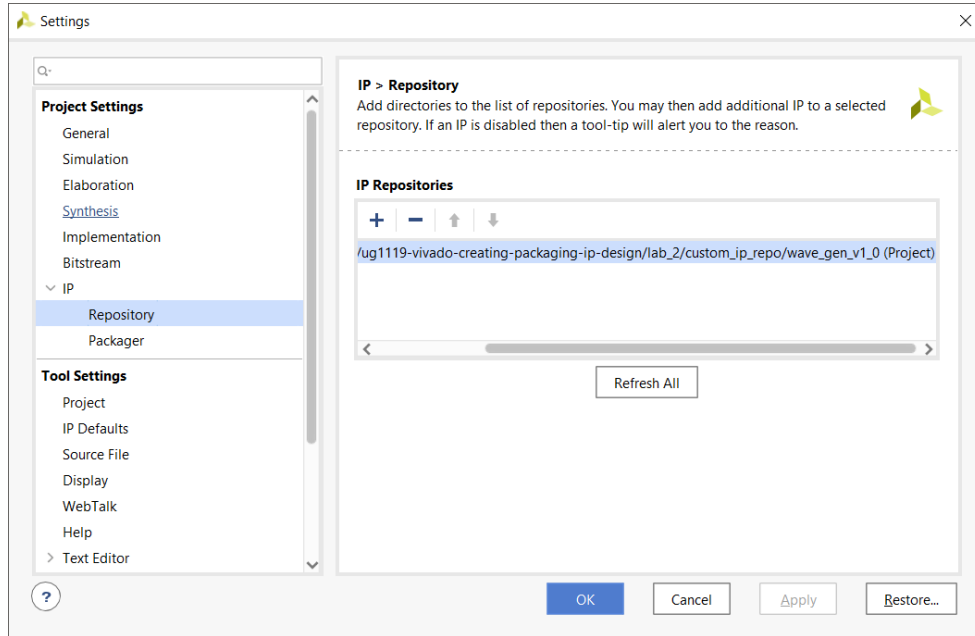 Settings
Project Settings
General
Simulation
Elaboration
Synthesis
Implementation
Bitstream
IP
Repository
Packager
Tool Settings
Project
IP Defaults
Source File
Display
WebTalk
Help
Text Editor
IP > Repository
Add directories to the list of repositories. You may then add additional IP to a selected
repository. If an IP is disabled then a tool-tip will alert you to the reason.
IP Repositories
/ug1119-vivado-creating-packaging-ip-design/lab_2/custom_ip_repo/wave_gen_v1_0 (Project)
Refresh All
?
OK
Cancel
Apply
Restore...